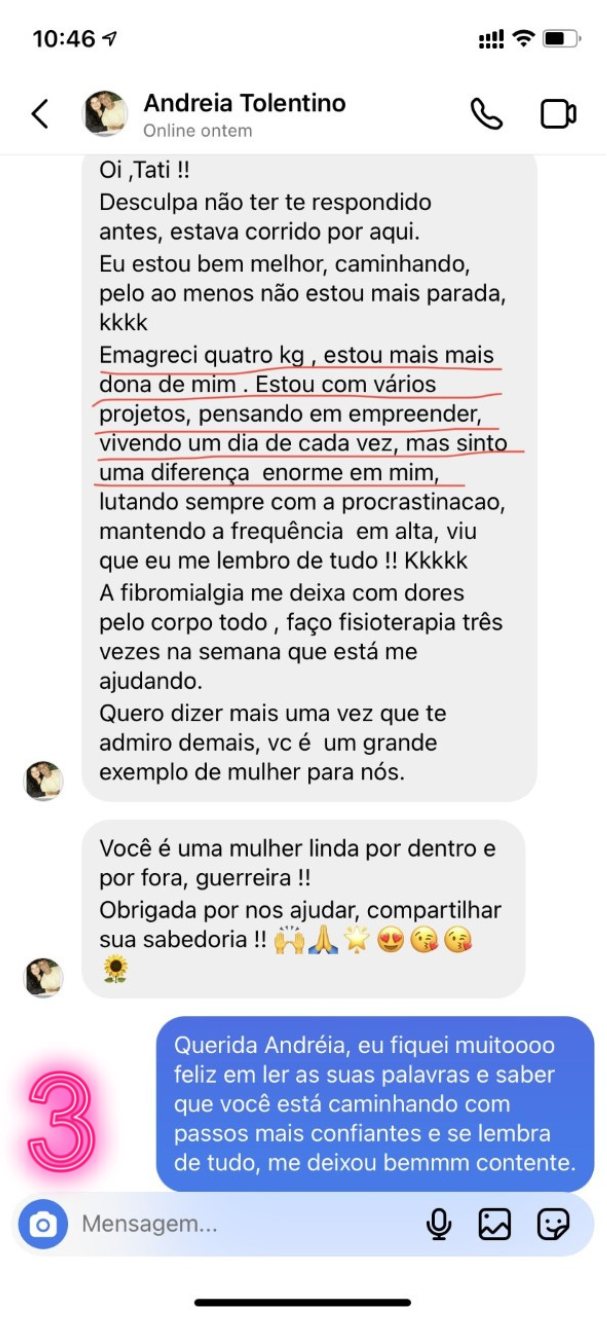 10:46
Andreia Tolentino
Online ontem
Oi ,Tati !!
Desculpa não ter te respondido
antes, estava corrido por aqui.
Eu estou bem melhor, caminhando,
pelo ao menos não estou mais parada,
kkkk
Emagreci quatro kg , estou mais mais
dona de mim . Estou com vários
projetos, pensando em empreender,
vivendo um dia de cada vez, mas sinto
uma diferença  enorme em mim,
lutando sempre com a procrastinacao,
mantendo a frequência  em alta, viu
que eu me lembro de tudo !! Kkkkk
A fibromialgia me deixa com dores
pelo corpo todo , faço fisioterapia três
vezes na semana que está me
ajudando.
Quero dizer mais uma vez que te
admiro demais, vc é  um grande
exemplo de mulher para nós.
Você é uma mulher linda por dentro e
por fora, guerreira !!
Obrigada por nos ajudar, compartilhar
sua sabedoria !! 🙌🙏🌟😍😘😘
🌻
Querida Andréia, eu fiquei muitoooo
feliz em ler as suas palavras e saber
que você está caminhando com
passos mais confiantes e se lembra
de tudo, me deixou bemmm contente.
3
Mensagem...